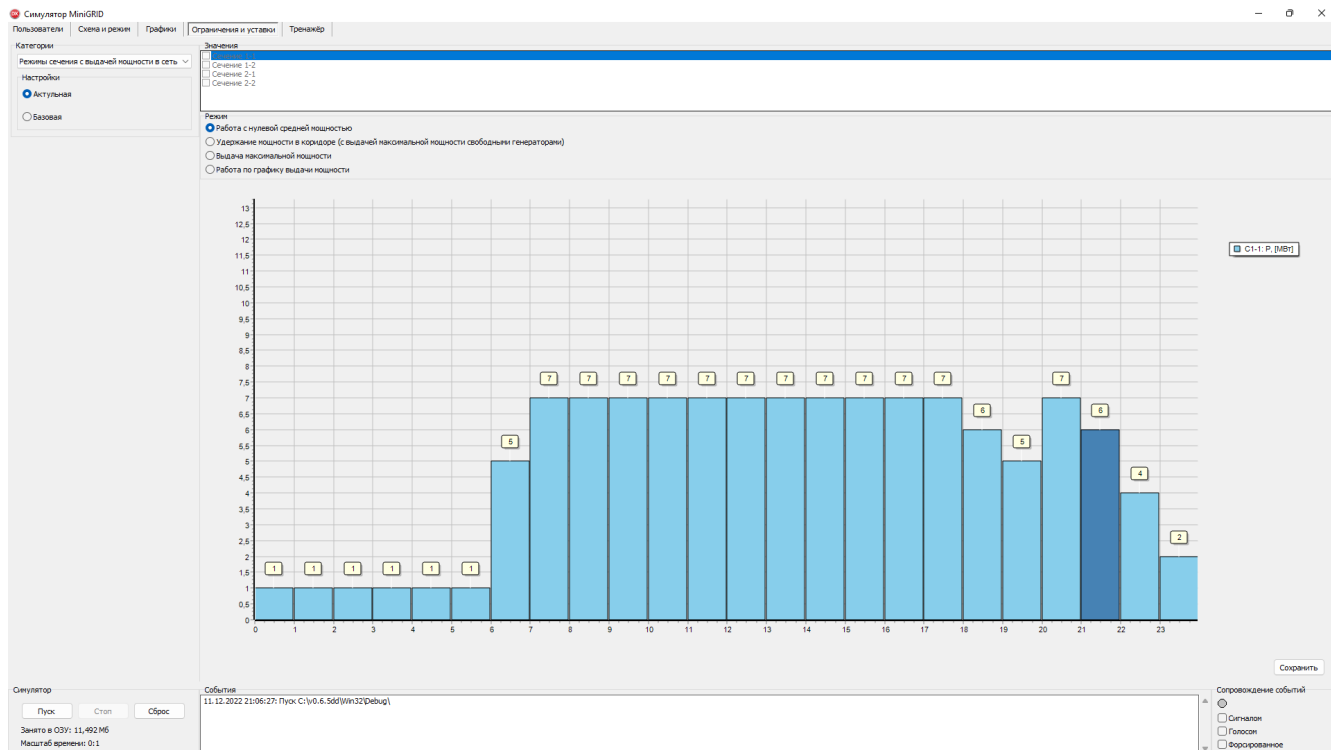 Симулятор MiniGRID
Пользователи Схема и режим Графики Ограничения и уставки Тренажёр
Категории
Режимы сечения с выдачей мощности в сеть
Настройки
Актульная
Базовая
Значения
Сечение 1-1
Сечение 1-2
Сечение 2-1
Сечение 2-2
Режим
Работа с нулевой средней мощностью
Удержание мощности в коридоре (с выдачей максимальной мощности свободными генераторами)
Выдача максимальной мощности
Работа по графику выдачи мощности
13
12,5
12
11,5
11
10,5
10
9,5
9
8,5
8
7,5
7
6,5
6
5,5
5
4,5
4
3,5
3
2,5
2
1,5
1
0,5
0
1 1 1 1 1 1 5 7 7 7 7 7 7 7 7 7 7 7 6 5 7 6 4 2
0 1 2 3 4 5 6 7 8 9 10 11 12 13 14 15 16 17 18 19 20 21 22 23
С1-1: P, [МВт]
Сохранить
Симулятор
Пуск Стоп Сброс
Занято в ОЗУ: 11,492 Мб
Масштаб времени: 0:1
События
11.12.2022 21:06:27: Пуск C:\v0.6.5dd\Win32\Debug\
Сопровождение событий
Сигналом
Голосом
Форсированное